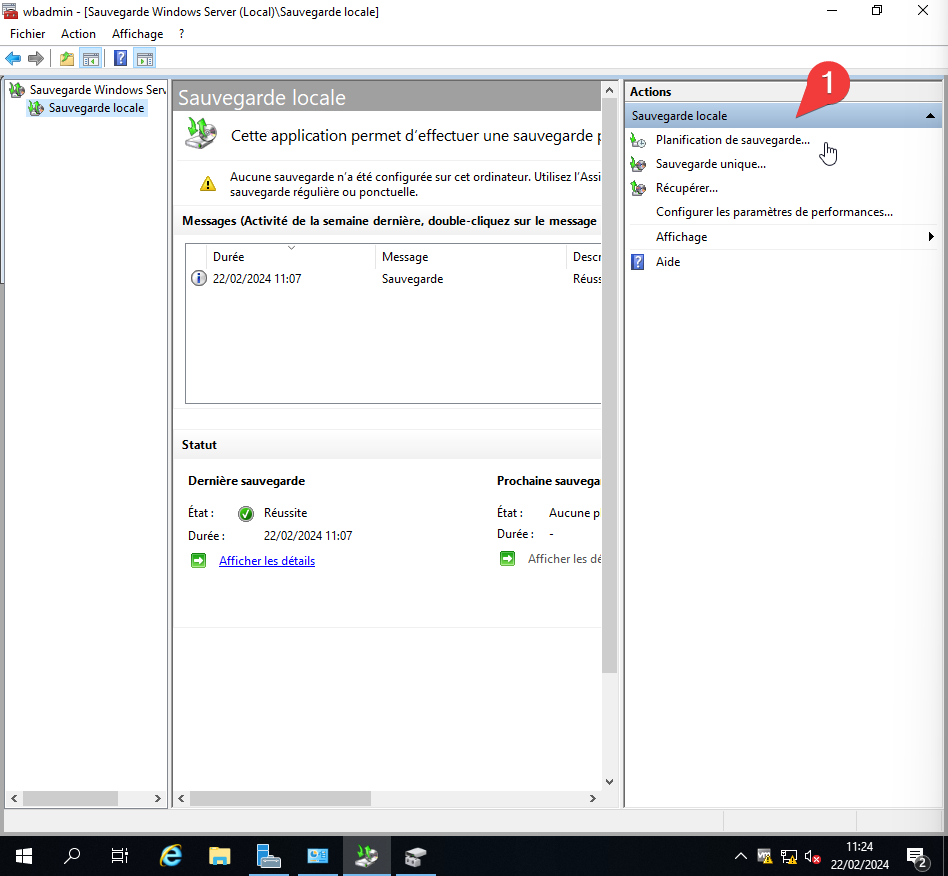 wbadmin - [Sauvegarde Windows Server (Local)\Sauvegarde locale]
Fichier Action Affichage ?
Sauvegarde Windows Serv
Sauvegarde locale
Sauvegarde locale
Cette application permet d'effectuer une sauvegarde p
Aucune sauvegarde n'a été configurée sur cet ordinateur. Utilisez l'Assi
sauvegarde régulière ou ponctuelle.
Messages (Activité de la semaine dernière, double-cliquez sur le message
Durée Message Descr
22/02/2024 11:07 Sauvegarde Réuss
Statut
Dernière sauvegarde
État : Réussite
Durée : 22/02/2024 11:07
Afficher les détails
Prochaine sauvega
État : Aucune p
Durée : -
Afficher les dé
Actions
1
Sauvegarde locale
Planification de sauvegarde...
Sauvegarde unique...
Récupérer...
Configurer les paramètres de performances...
Affichage
? Aide
11:24
22/02/2024
2